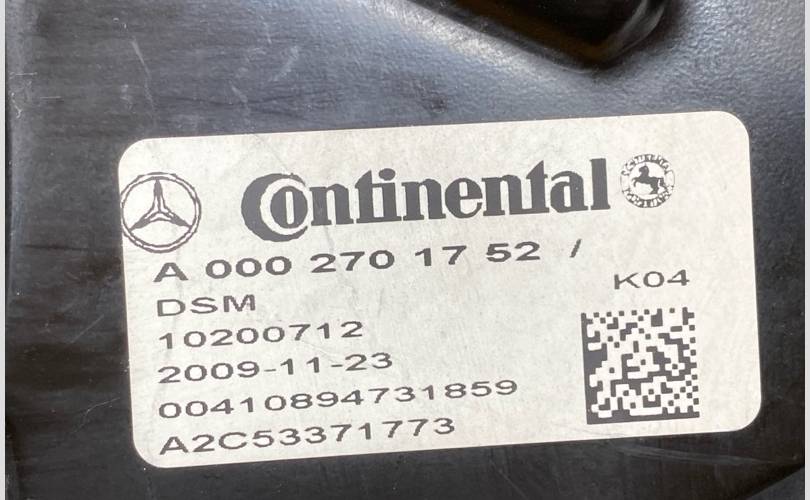 Continental
A 000 270 17 52 /
K04
DSM
10200712
2009-11-23
00410894731859
A2C53371773